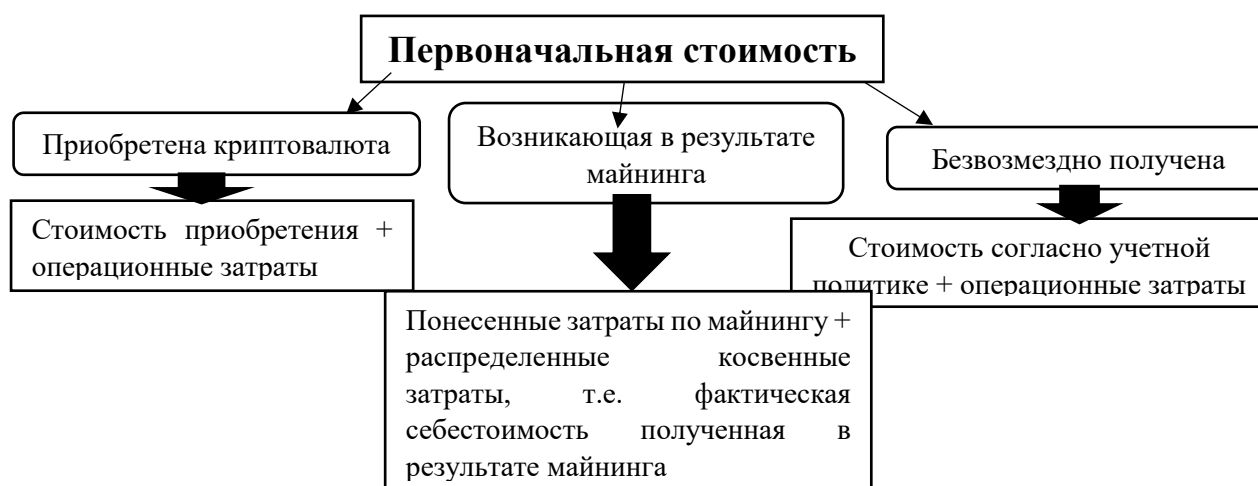 Первоначальная стоимость
Приобретена криптовалюта
Возникающая в результате
майнинга
Безвозмездно получена
Стоимость приобретения +
операционные затраты
Понесенные затраты по майнингу +
распределенные косвенные
затраты, т.е. фактическая
себестоимость полученная в
результате майнинга
Стоимость согласно учетной
политике + операционные затраты